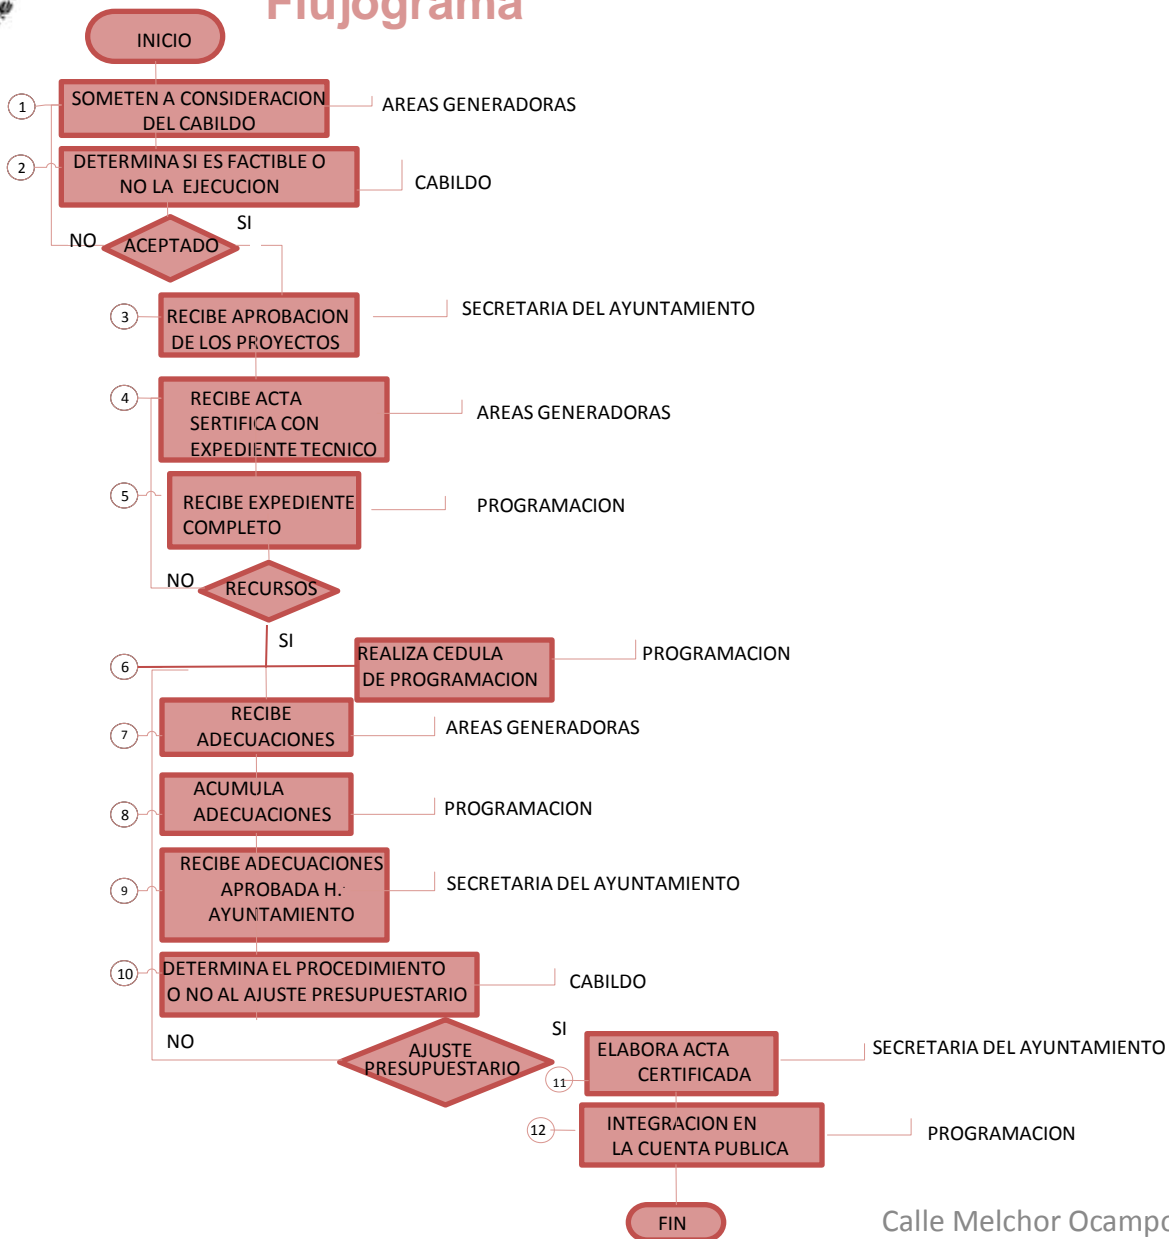 Flujograma
INICIO
1
SOMETEN A CONSIDERACION
DEL CABILDO
AREAS GENERADORAS
2
DETERMINA SI ES FACTIBLE O
NO LA EJECUCION
CABILDO
SI
NO
ACEPTADO
3
RECIBE APROBACION
DE LOS PROYECTOS
SECRETARIA DEL AYUNTAMIENTO
4
RECIBE ACTA
SERTIFICA CON
EXPEDIENTE TECNICO
AREAS GENERADORAS
5
RECIBE EXPEDIENTE
COMPLETO
PROGRAMACION
NO
RECURSOS
SI
6
REALIZA CEDULA
DE PROGRAMACION
PROGRAMACION
7
RECIBE
ADECUACIONES
AREAS GENERADORAS
8
ACUMULA
ADECUACIONES
PROGRAMACION
9
RECIBE ADECUACIONES
APROBADA H.
AYUNTAMIENTO
SECRETARIA DEL AYUNTAMIENTO
10
DETERMINA EL PROCEDIMIENTO
O NO AL AJUSTE PRESUPUESTARIO
CABILDO
NO
AJUSTE
PRESUPUESTARIO
SI
11
ELABORA ACTA
CERTIFICADA
SECRETARIA DEL AYUNTAMIENTO
12
INTEGRACION EN
LA CUENTA PUBLICA
PROGRAMACION
FIN
Calle Melchor Ocampo